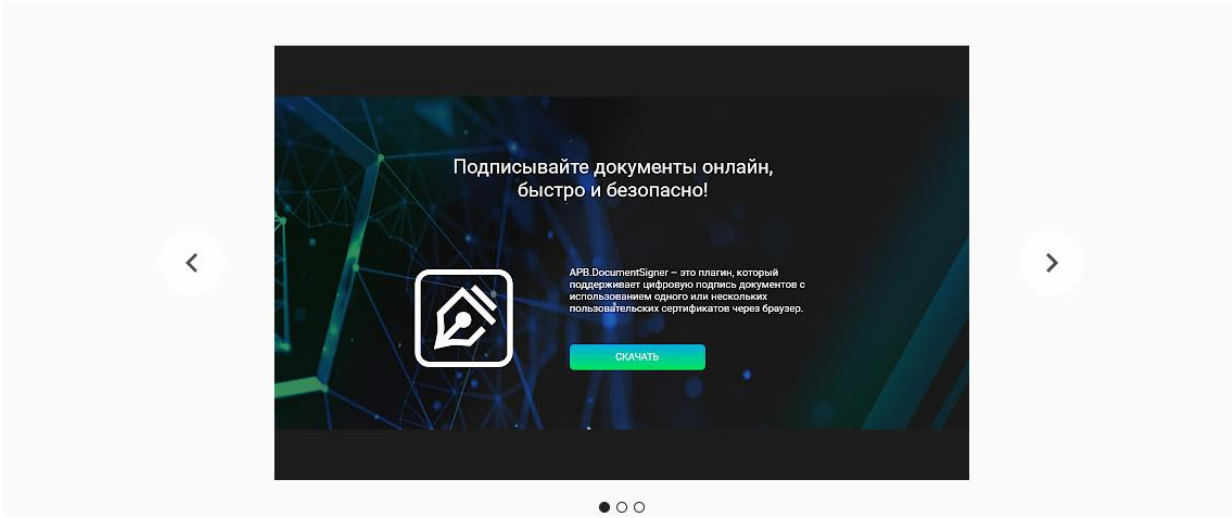 Подписывайте документы онлайн,
быстро и безопасно!
APB.DocumentSigner – это плагин, который
поддерживает цифровую подпись документов с
использованием одного или нескольких
пользовательских сертификатов через браузер.
СКАЧАТЬ